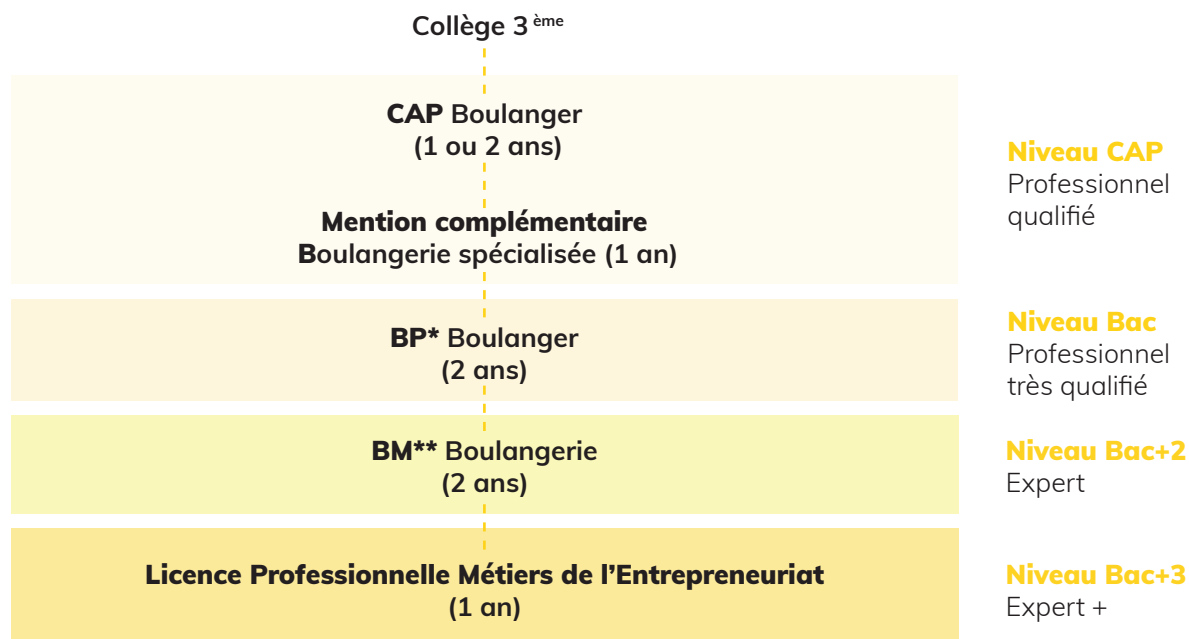 Collège 3 ème
CAP Boulanger
(1 ou 2 ans)
Niveau CAP
Professionnel
qualifié
Mention complémentaire
Boulangerie spécialisée (1 an)
BP* Boulanger
(2 ans)
Niveau Bac
Professionnel
très qualifié
BM** Boulangerie
(2 ans)
Niveau Bac+2
Expert
Licence Professionnelle Métiers de l’Entrepreneuriat
(1 an)
Niveau Bac+3
Expert +